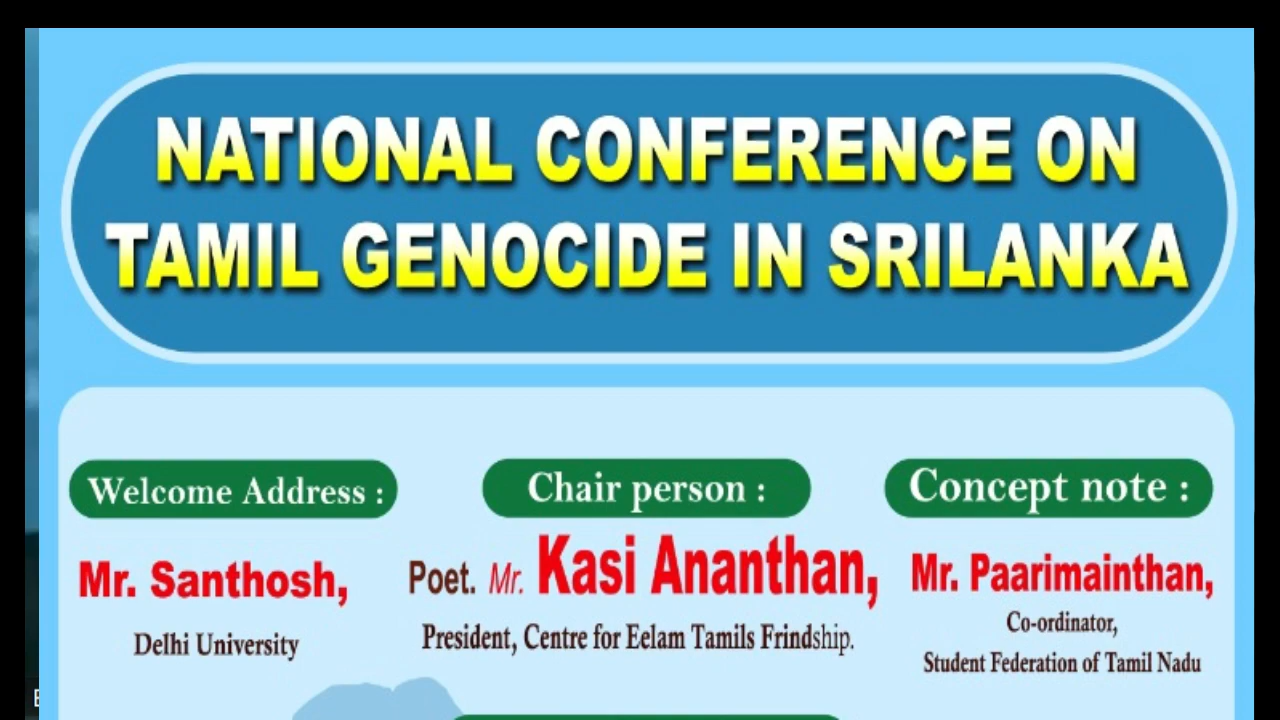 NATIONAL CONFERENCE ON
TAMIL GENOCIDE IN SRILANKA
Welcome Address :
Mr. Santhosh,
Delhi University
Chair person :
Poet. Mr. Kasi Ananthan,
President, Centre for Eelam Tamils Frindship.
Concept note :
Mr. Paarimainthan,
Co-ordinator,
Student Federation of Tamil Nadu